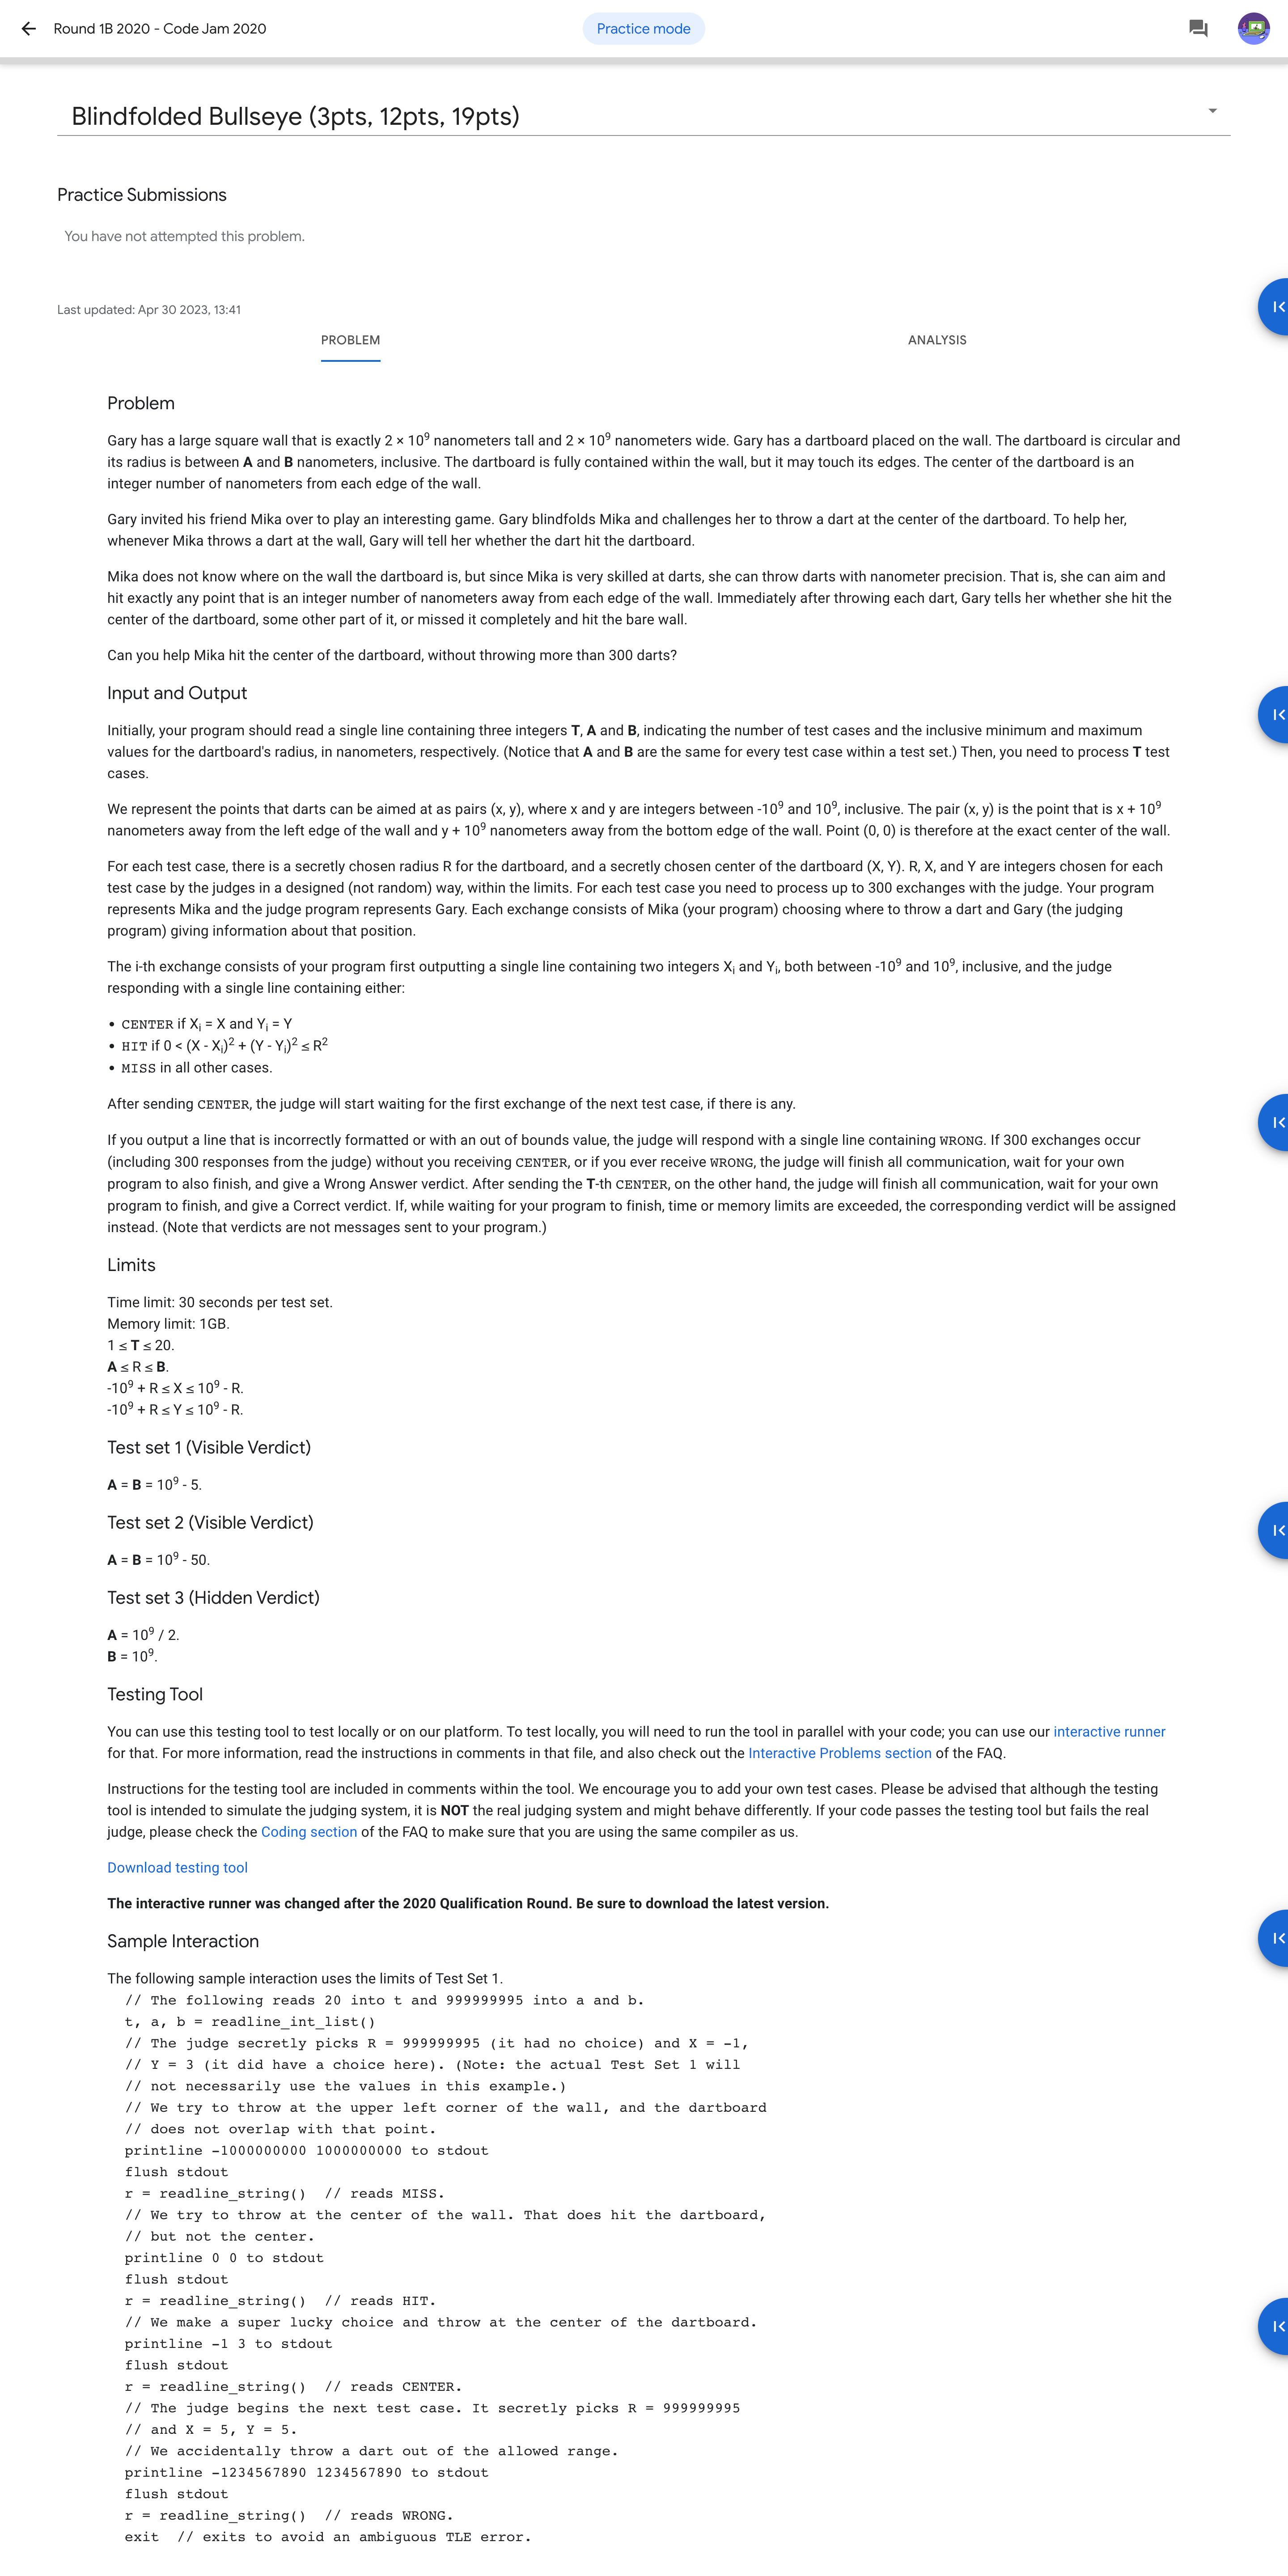 Round 1B 2020 - Code Jam 2020
Practice mode
Blindfolded Bullseye (3pts, 12pts, 19pts)
Practice Submissions
You have not attempted this problem.
Last updated: Apr 30 2023, 13:41
PROBLEM
ANALYSIS
Problem
Gary has a large square wall that is exactly 2 × 10⁹ nanometers tall and 2 × 10⁹ nanometers wide. Gary has a dartboard placed on the wall. The dartboard is circular and
its radius is between A and B nanometers, inclusive. The dartboard is fully contained within the wall, but it may touch its edges. The center of the dartboard is an
integer number of nanometers from each edge of the wall.
Gary invited his friend Mika over to play an interesting game. Gary blindfolds Mika and challenges her to throw a dart at the center of the dartboard. To help her,
whenever Mika throws a dart at the wall, Gary will tell her whether the dart hit the dartboard.
Mika does not know where on the wall the dartboard is, but since Mika is very skilled at darts, she can throw darts with nanometer precision. That is, she can aim and
hit exactly any point that is an integer number of nanometers away from each edge of the wall. Immediately after throwing each dart, Gary tells her whether she hit the
center of the dartboard, some other part of it, or missed it completely and hit the bare wall.
Can you help Mika hit the center of the dartboard, without throwing more than 300 darts?
Input and Output
Initially, your program should read a single line containing three integers T, A and B, indicating the number of test cases and the inclusive minimum and maximum
values for the dartboard's radius, in nanometers, respectively. (Notice that A and B are the same for every test case within a test set.) Then, you need to process T test
cases.
We represent the points that darts can be aimed at as pairs (x, y), where x and y are integers between -10⁹ and 10⁹, inclusive. The pair (x, y) is the point that is x + 10⁹
nanometers away from the left edge of the wall and y + 10⁹ nanometers away from the bottom edge of the wall. Point (0, 0) is therefore at the exact center of the wall.
For each test case, there is a secretly chosen radius R for the dartboard, and a secretly chosen center of the dartboard (X, Y). R, X, and Y are integers chosen for each
test case by the judges in a designed (not random) way, within the limits. For each test case you need to process up to 300 exchanges with the judge. Your program
represents Mika and the judge program represents Gary. Each exchange consists of Mika (your program) choosing where to throw a dart and Gary (the judging
program) giving information about that position.
The i-th exchange consists of your program first outputting a single line containing two integers Xᵢ and Yᵢ, both between -10⁹ and 10⁹, inclusive, and the judge
responding with a single line containing either:
• CENTER if Xᵢ = X and Yᵢ = Y
• HIT if 0 < (X - Xᵢ)² + (Y - Yᵢ)² ≤ R²
• MISS in all other cases.
After sending CENTER, the judge will start waiting for the first exchange of the next test case, if there is any.
If you output a line that is incorrectly formatted or with an out of bounds value, the judge will respond with a single line containing WRONG. If 300 exchanges occur
(including 300 responses from the judge) without you receiving CENTER, or if you ever receive WRONG, the judge will finish all communication, wait for your own
program to also finish, and give a Wrong Answer verdict. After sending the T-th CENTER, on the other hand, the judge will finish all communication, wait for your own
program to finish, and give a Correct verdict. If, while waiting for your program to finish, time or memory limits are exceeded, the corresponding verdict will be assigned
instead. (Note that verdicts are not messages sent to your program.)
Limits
Time limit: 30 seconds per test set.
Memory limit: 1GB.
1 ≤ T ≤ 20.
A ≤ R ≤ B.
-10⁹ + R ≤ X ≤ 10⁹ - R.
-10⁹ + R ≤ Y ≤ 10⁹ - R.
Test set 1 (Visible Verdict)
A = B = 10⁹ - 5.
Test set 2 (Visible Verdict)
A = B = 10⁹ - 50.
Test set 3 (Hidden Verdict)
A = 10⁹ / 2.
B = 10⁹.
Testing Tool
You can use this testing tool to test locally or on our platform. To test locally, you will need to run the tool in parallel with your code; you can use our interactive runner
for that. For more information, read the instructions in comments in that file, and also check out the Interactive Problems section of the FAQ.
Instructions for the testing tool are included in comments within the tool. We encourage you to add your own test cases. Please be advised that although the testing
tool is intended to simulate the judging system, it is NOT the real judging system and might behave differently. If your code passes the testing tool but fails the real
judge, please check the Coding section of the FAQ to make sure that you are using the same compiler as us.
Download testing tool
The interactive runner was changed after the 2020 Qualification Round. Be sure to download the latest version.
Sample Interaction
The following sample interaction uses the limits of Test Set 1.
// The following reads 20 into t and 999999995 into a and b.
t, a, b = readline_int_list()
// The judge secretly picks R = 999999995 (it had no choice) and X = -1,
// Y = 3 (it did have a choice here). (Note: the actual Test Set 1 will
// not necessarily use the values in this example.)
// We try to throw at the upper left corner of the wall, and the dartboard
// does not overlap with that point.
printline -1000000000 1000000000 to stdout
flush stdout
r = readline_string()  // reads MISS.
// We try to throw at the center of the wall. That does hit the dartboard,
// but not the center.
printline 0 0 to stdout
flush stdout
r = readline_string()  // reads HIT.
// We make a super lucky choice and throw at the center of the dartboard.
printline -1 3 to stdout
flush stdout
r = readline_string()  // reads CENTER.
// The judge begins the next test case. It secretly picks R = 999999995
// and X = 5, Y = 5.
// We accidentally throw a dart out of the allowed range.
printline -1234567890 1234567890 to stdout
flush stdout
r = readline_string()  // reads WRONG.
exit  // exits to avoid an ambiguous TLE error.